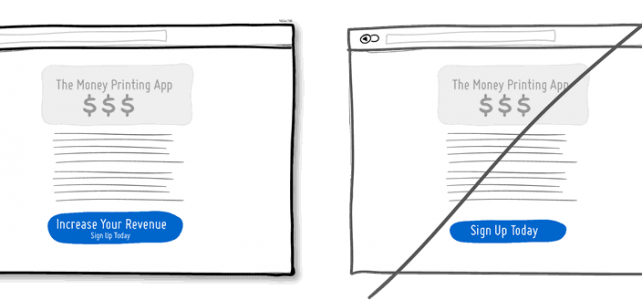 The Money Printing App
$ $ $
Increase Your Revenue
Sign Up Today
The Money Printing App
$ $ $
Sign Up Today